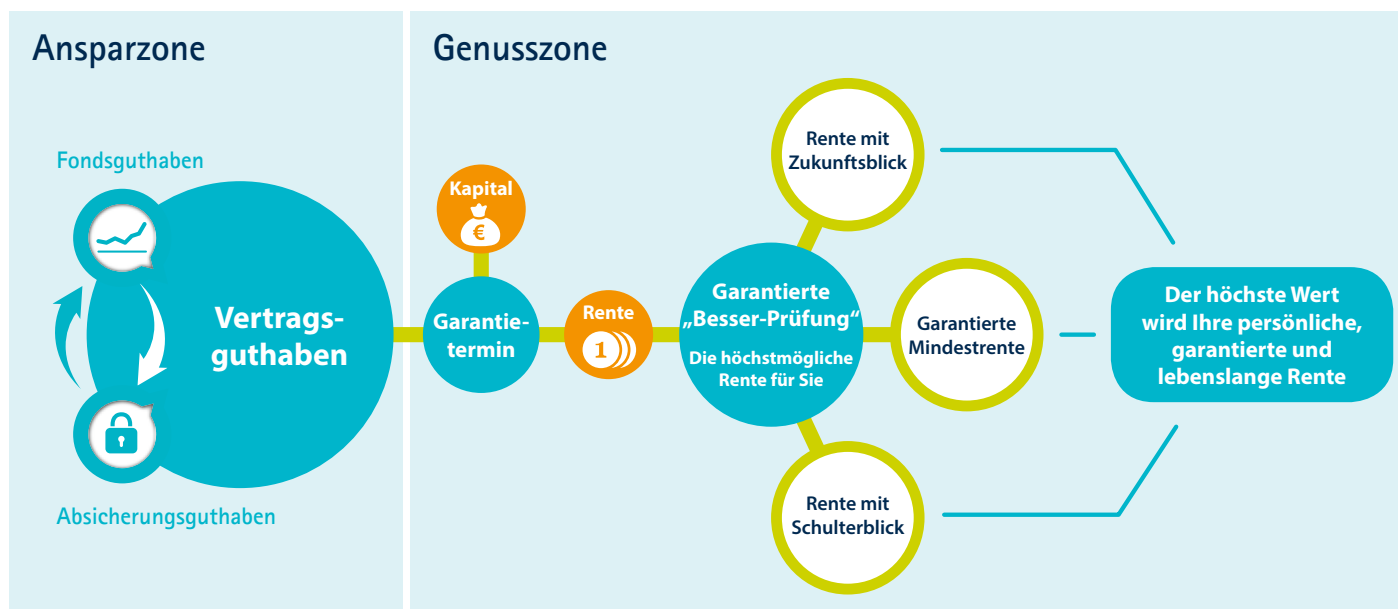 Ansparzone
Fondsguthaben
Vertrags-
guthaben
Absicherungsguthaben
Genusszone
Kapital
€
Garantie-
termin
Rente
1
Garantierte
„Besser-Prüfung“
Die höchstmögliche
Rente für Sie
Rente mit
Zukunftsblick
Garantierte
Mindestrente
Rente mit
Schulterblick
Der höchste Wert
wird Ihre persönliche,
garantierte und
lebenslange Rente